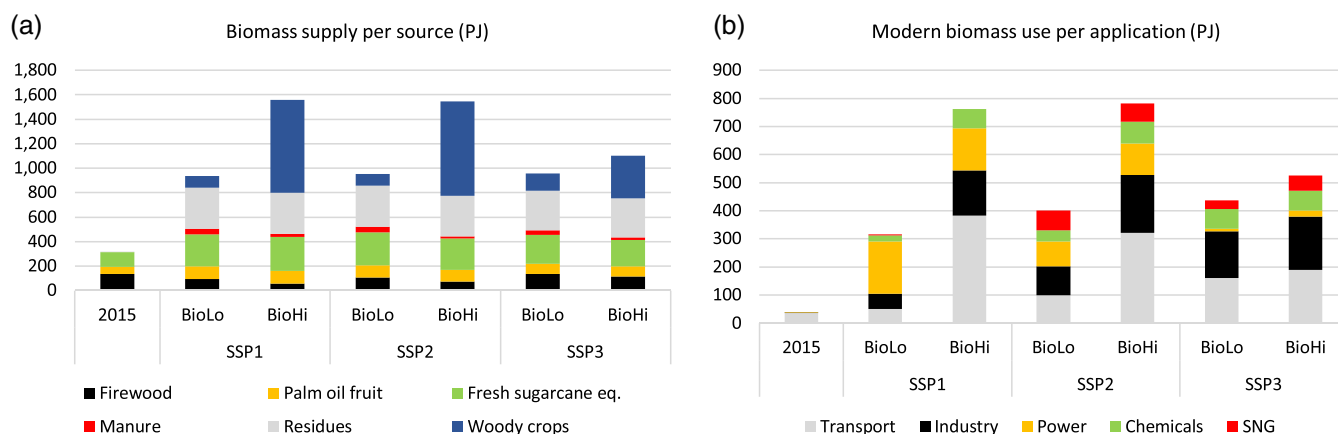 (a)
Biomass supply per source (PJ)
1,800
1,600
1,400
1,200
1,000
800
600
400
200
0
2015 BioLo BioHi BioLo BioHi BioLo BioHi
SSP1 SSP2 SSP3
Firewood Palm oil fruit Fresh sugarcane eq.
Manure Residues Woody crops
(b)
Modern biomass use per application (PJ)
900
800
700
600
500
400
300
200
100
0
2015 BioLo BioHi BioLo BioHi BioLo BioHi
SSP1 SSP2 SSP3
Transport Industry Power Chemicals SNG